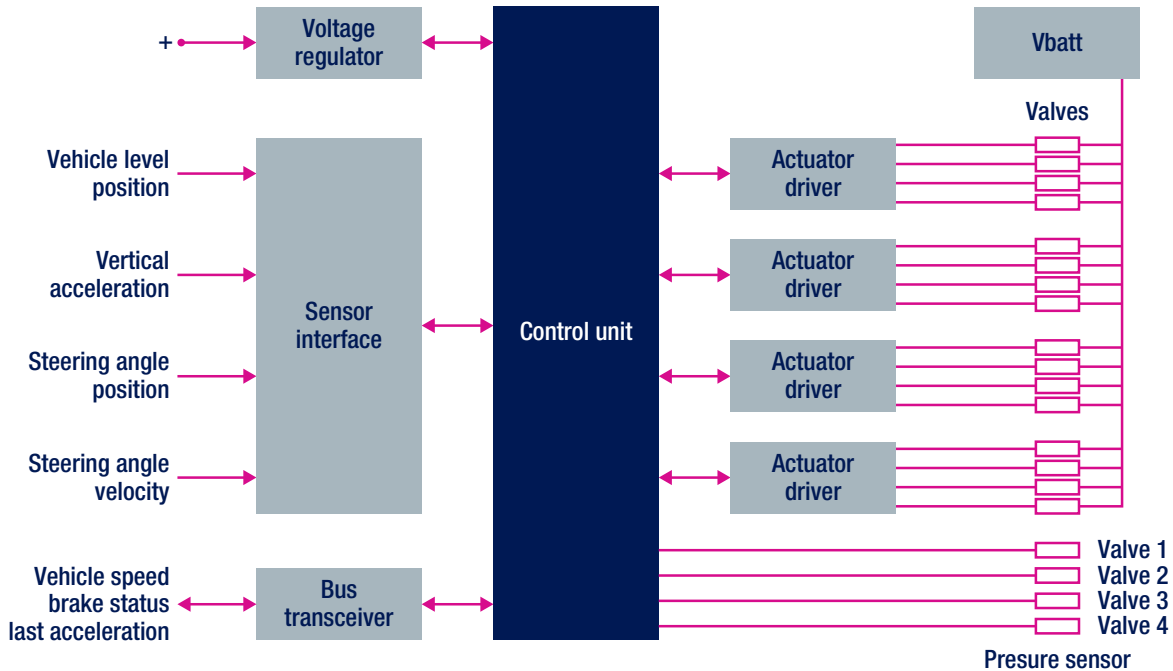 +
Voltage
regulator
Vehicle level
position
Vertical
acceleration
Steering angle
position
Steering angle
velocity
Sensor
interface
Vehicle speed
brake status
last acceleration
Bus
transceiver
Control unit
Vbatt
Valves
Actuator
driver
Actuator
driver
Actuator
driver
Actuator
driver
Valve 1
Valve 2
Valve 3
Valve 4
Presure sensor